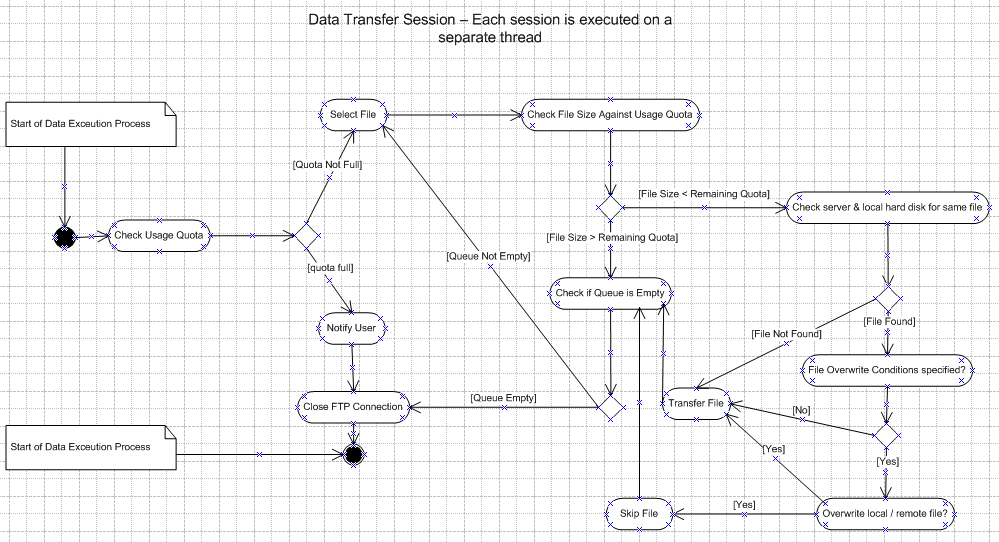 Data Transfer Session – Each session is executed on a
separate thread
Start of Data Exceution Process
Select File
Check File Size Against Usage Quota
[Quota Not Full]
[File Size < Remaining Quota]
Check server & local hard disk for same file
Check Usage Quota
[File Size > Remaining Quota]
[Queue Not Empty]
[quota full]
Check if Queue is Empty
Notify User
[File Found]
[File Not Found]
File Overwrite Conditions specified?
[Queue Empty]
Close FTP Connection
Transfer File
[No]
Start of Data Exceution Process
[Yes]
[Yes]
[Yes]
Skip File
Overwrite local / remote file?